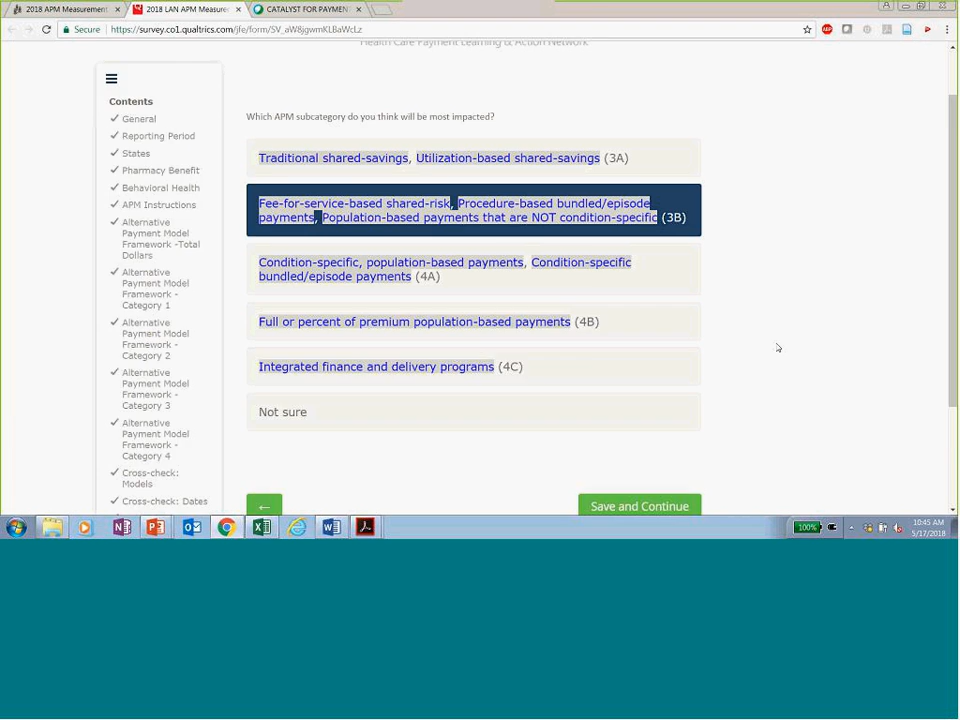 2018 APM Measurement
2018 LAN APM Measure
CATALYST FOR PAYMEN
Secure
https://survey.co1.qualtrics.com/jfe/form/SV_aW8jgwmKLBaWcLz
Health Care Payment Learning & Action Network
Contents
General
Reporting Period
States
Pharmacy Benefit
Behavioral Health
APM Instructions
Alternative
Payment Model
Framework -Total
Dollars
Alternative
Payment Model
Framework -
Category 1
Alternative
Payment Model
Framework -
Category 2
Alternative
Payment Model
Framework -
Category 3
Alternative
Payment Model
Framework -
Category 4
Cross-check:
Models
Cross-check: Dates
Which APM subcategory do you think will be most impacted?
Traditional shared-savings, Utilization-based shared-savings (3A)
Fee-for-service-based shared-risk, Procedure-based bundled/episode
payments, Population-based payments that are NOT condition-specific (3B)
Condition-specific, population-based payments, Condition-specific
bundled/episode payments (4A)
Full or percent of premium population-based payments (4B)
Integrated finance and delivery programs (4C)
Not sure
←
Save and Continue
100%
10:45 AM
5/17/2018